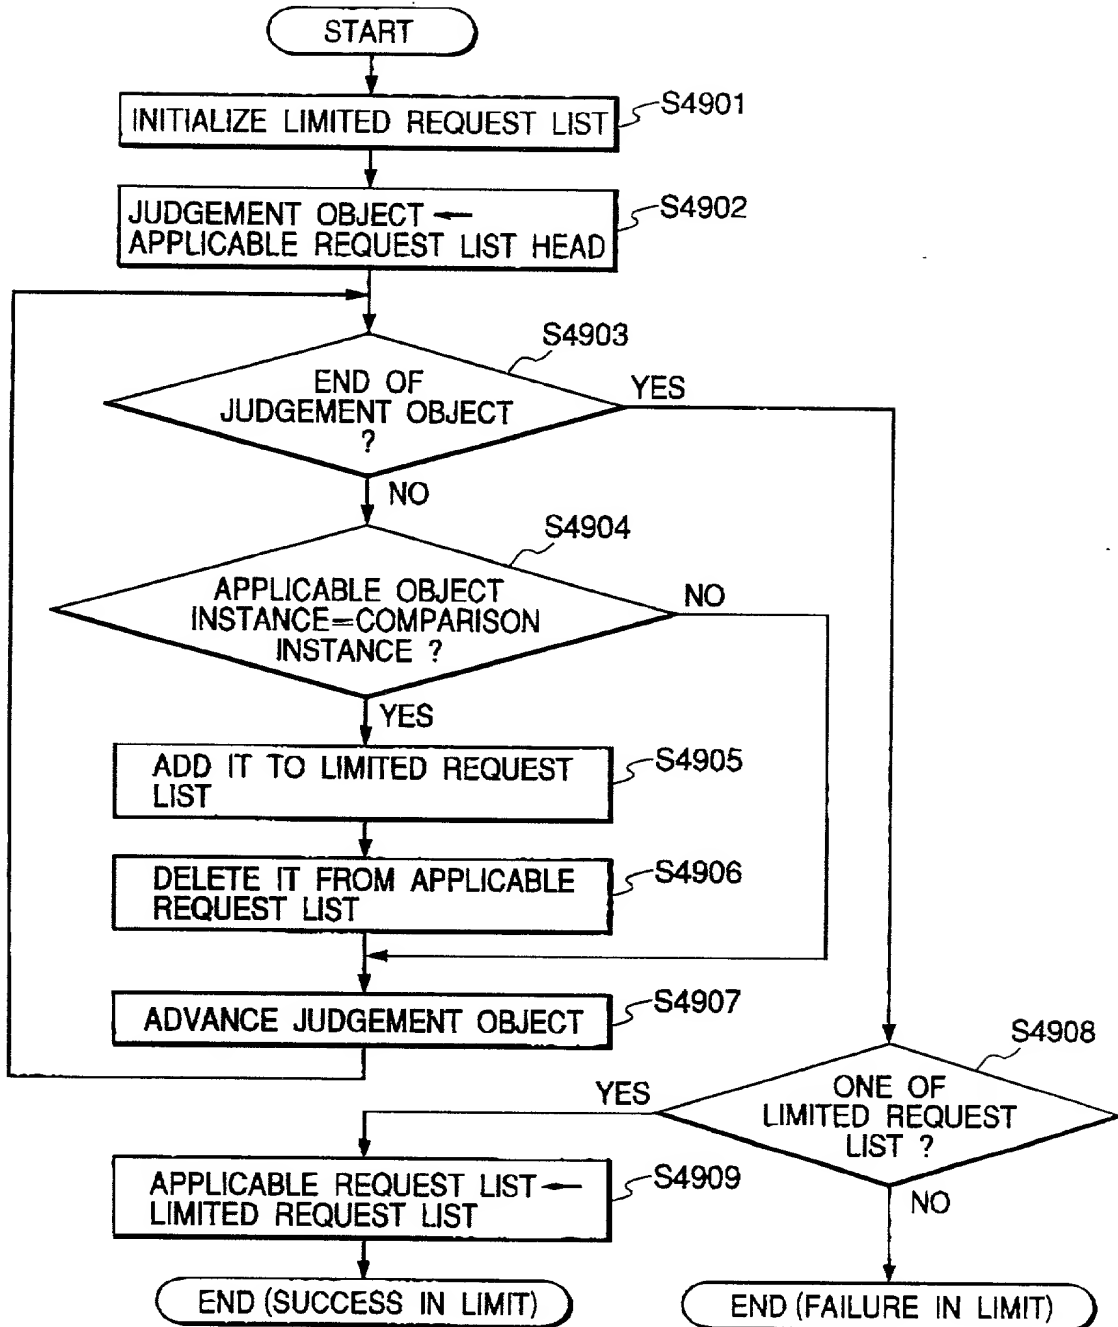 START
INITIALIZE LIMITED REQUEST LIST
S4901
JUDGEMENT OBJECT ←
APPLICABLE REQUEST LIST HEAD
S4902
S4903
END OF
JUDGEMENT OBJECT
?
YES
NO
S4904
APPLICABLE OBJECT
INSTANCE=COMPARISON
INSTANCE ?
NO
YES
ADD IT TO LIMITED REQUEST
LIST
S4905
DELETE IT FROM APPLICABLE
REQUEST LIST
S4906
ADVANCE JUDGEMENT OBJECT
S4907
S4908
ONE OF
LIMITED REQUEST
LIST ?
YES
NO
APPLICABLE REQUEST LIST ←
LIMITED REQUEST LIST
S4909
END (SUCCESS IN LIMIT)
END (FAILURE IN LIMIT)